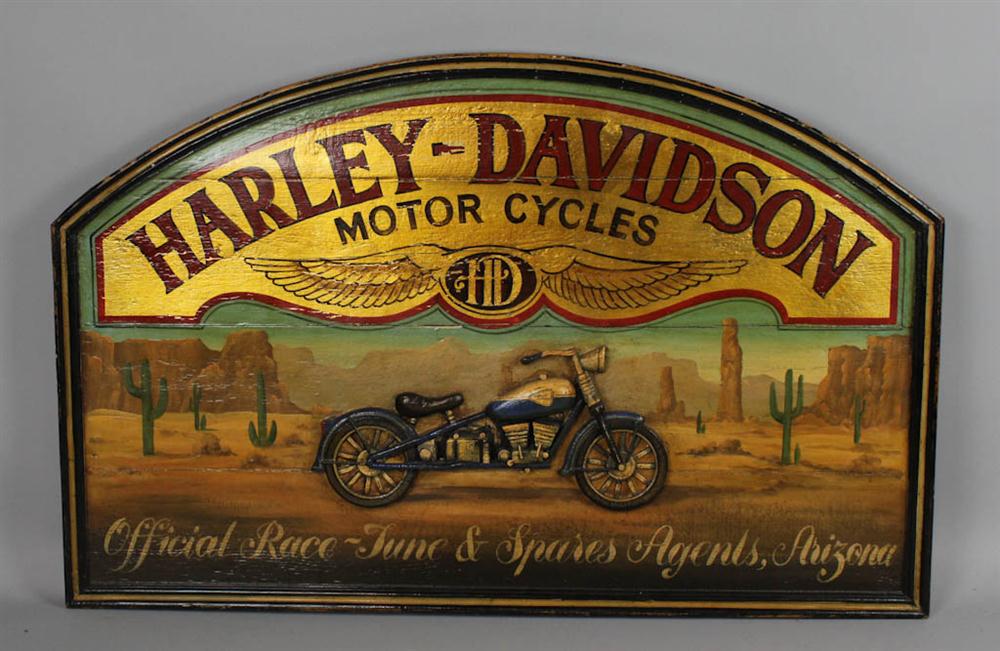 HARLEY-DAVIDSON
MOTOR CYCLES
HD
Official Race-Tune & Spares Agents, Arizona